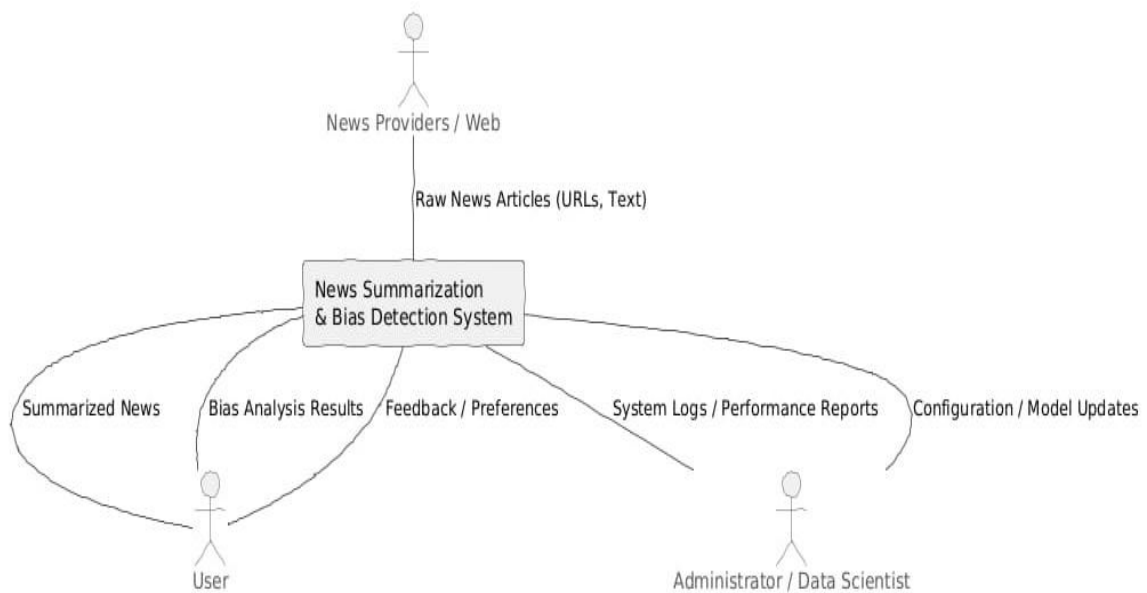 News Providers / Web
Raw News Articles (URLs, Text)
News Summarization
& Bias Detection System
Summarized News
Bias Analysis Results
Feedback / Preferences
System Logs / Performance Reports
Configuration / Model Updates
User
Administrator / Data Scientist